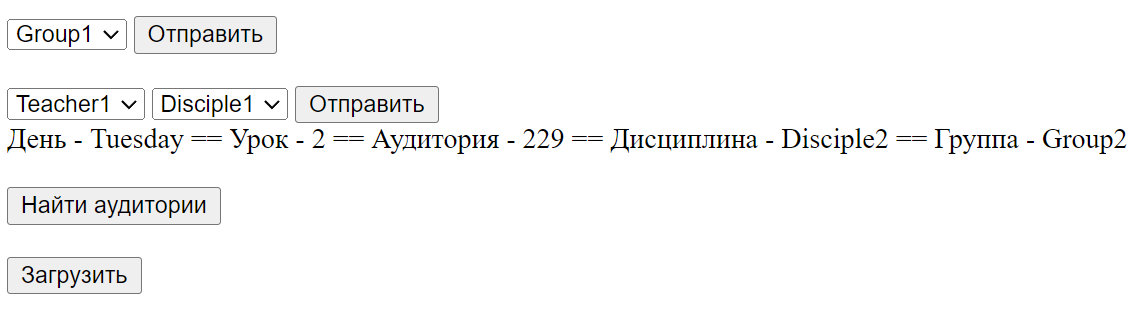 Group1 Отправить
Teacher1 Disciple1 Отправить
День - Tuesday == Урок - 2 == Аудитория - 229 == Дисциплина - Disciple2 == Группа - Group2
Найти аудитории
Загрузить